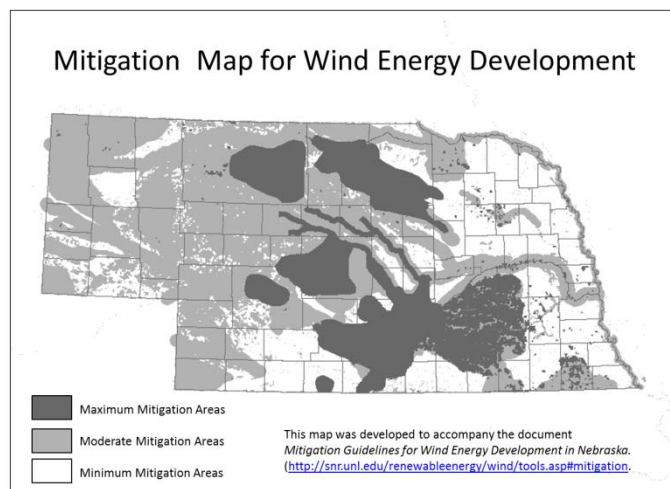 Mitigation Map for Wind Energy Development
Maximum Mitigation Areas
Moderate Mitigation Areas
Minimum Mitigation Areas
This map was developed to accompany the document
Mitigation Guidelines for Wind Energy Development in Nebraska.
(http://snr.unl.edu/renewableenergy/wind/tools.asp#mitigation.